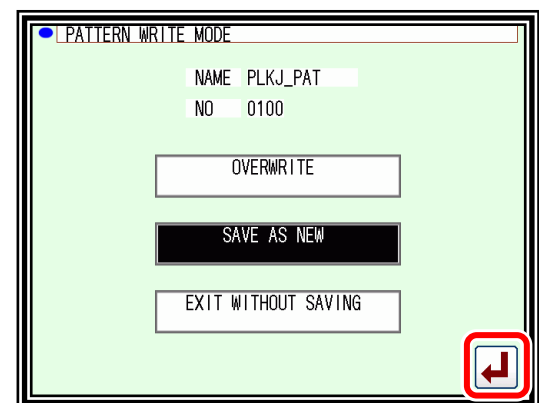 PATTERN WRITE MODE
NAME PLKJ_PAT
NO 0100
OVERWRITE
SAVE AS NEW
EXIT WITHOUT SAVING